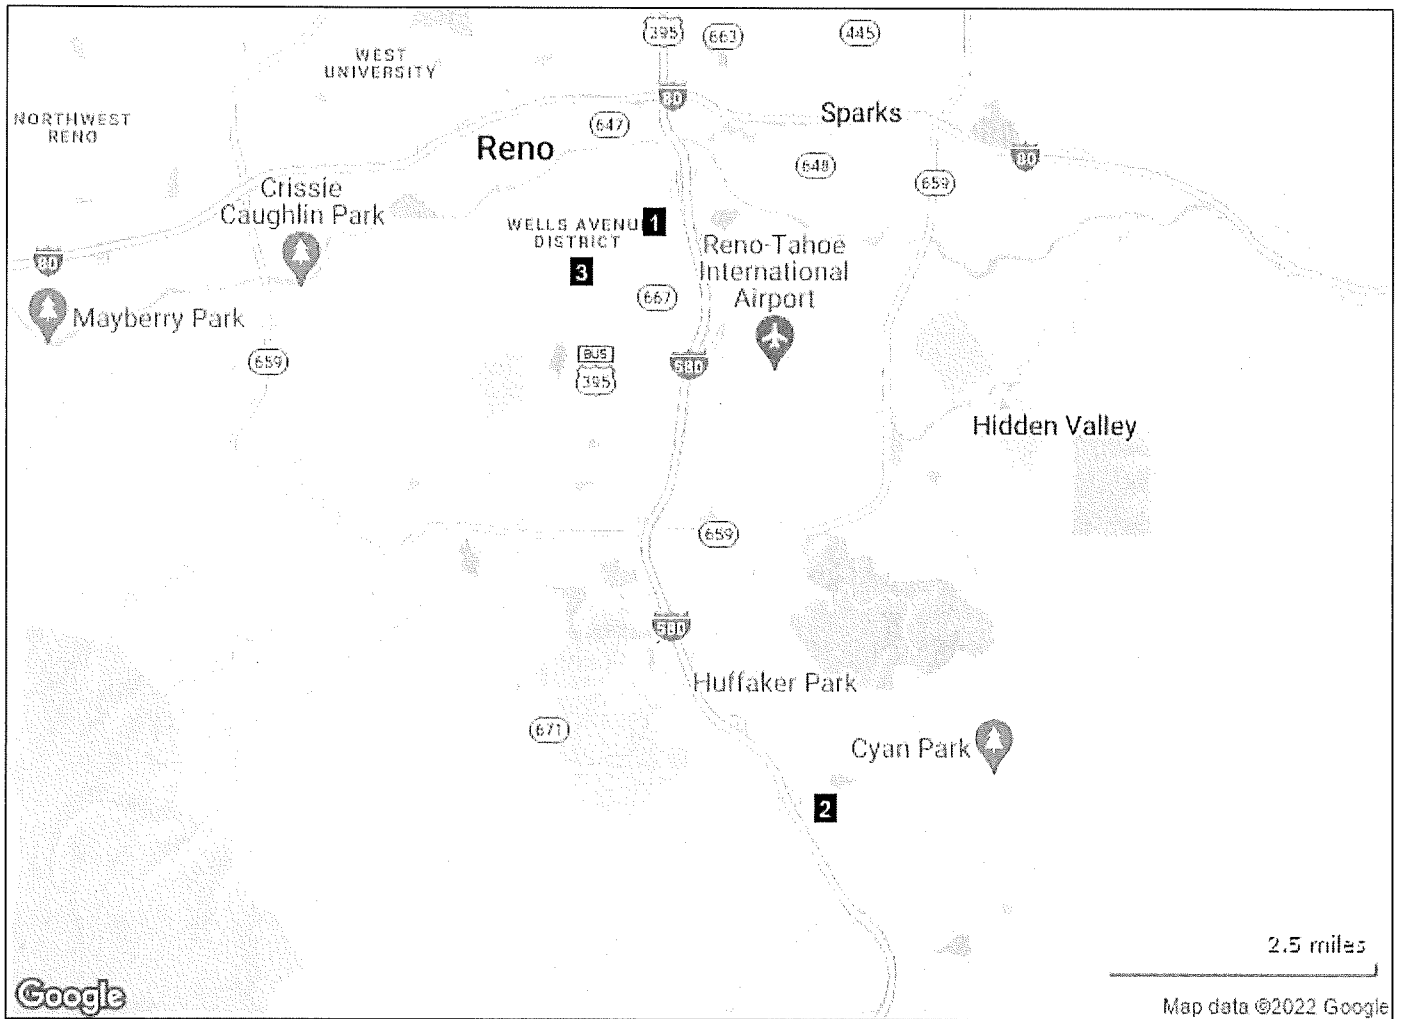 395
663
445
WEST
UNIVERSITY
80
Sparks
NORTHWEST
RENO
647
Reno
648
80
659
Crissie
Caughlin Park
WELLS AVENU
DISTRICT
1
Reno-Tahoe
International
Airport
80
3
667
Mayberry Park
659
BUS
395
580
Hidden Valley
659
580
Huffaker Park
671
Cyan Park
2
2.5 miles
Google
Map data ©2022 Google